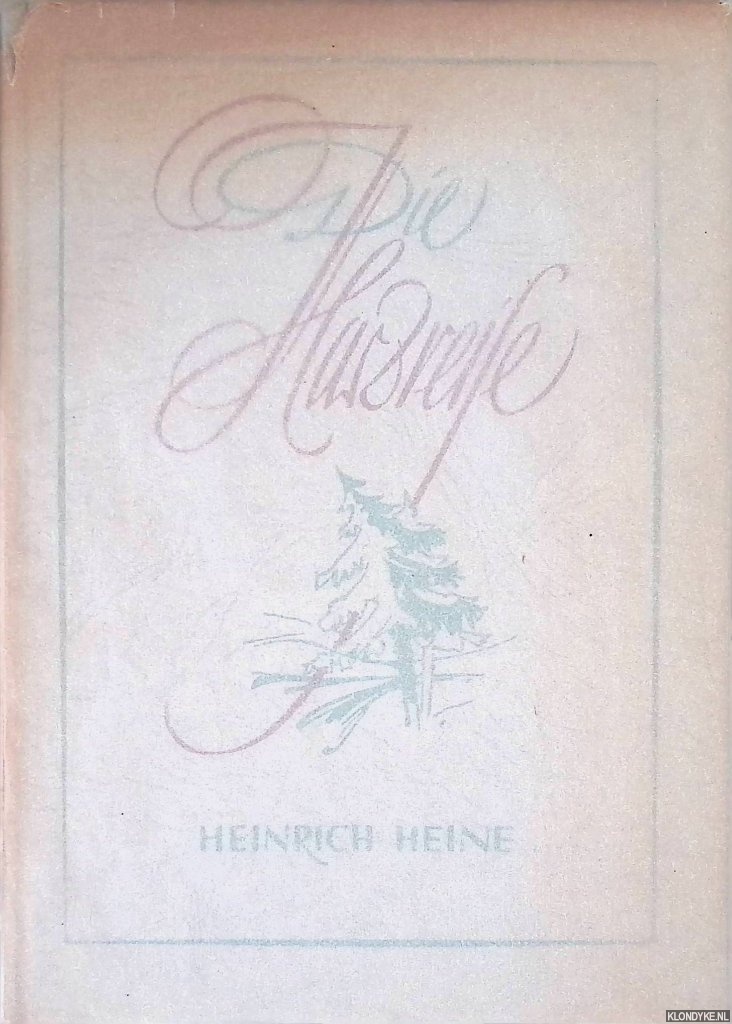 Die
Harzreise
HEINRICH HEINE
KLONDYKE.NL